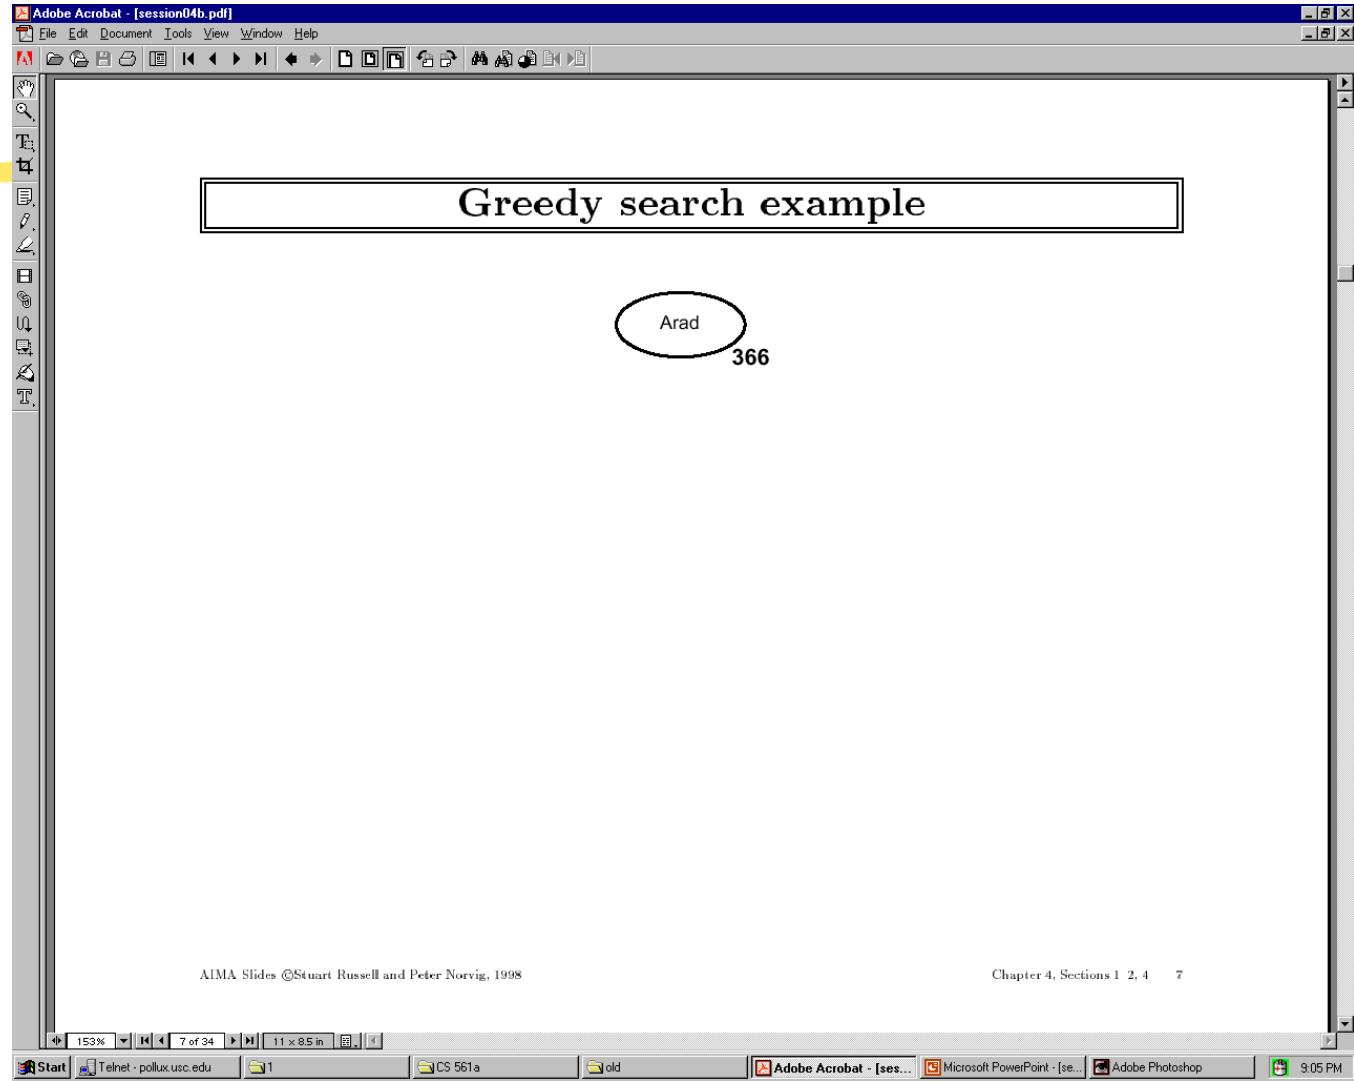 Adobe Acrobat - [session04b.pdf]
File Edit Document Tools View Window Help
Greedy search example
Arad
366
AIMA Slides ©Stuart Russell and Peter Norvig, 1998
Chapter 4, Sections 1 2, 4 7
153% 7 of 34 11 x 8.5 in
Start Telnet - pollux.usc.edu 1 CS 561a old Adobe Acrobat - [ses... Microsoft PowerPoint - [se... Adobe Photoshop 9:05 PM